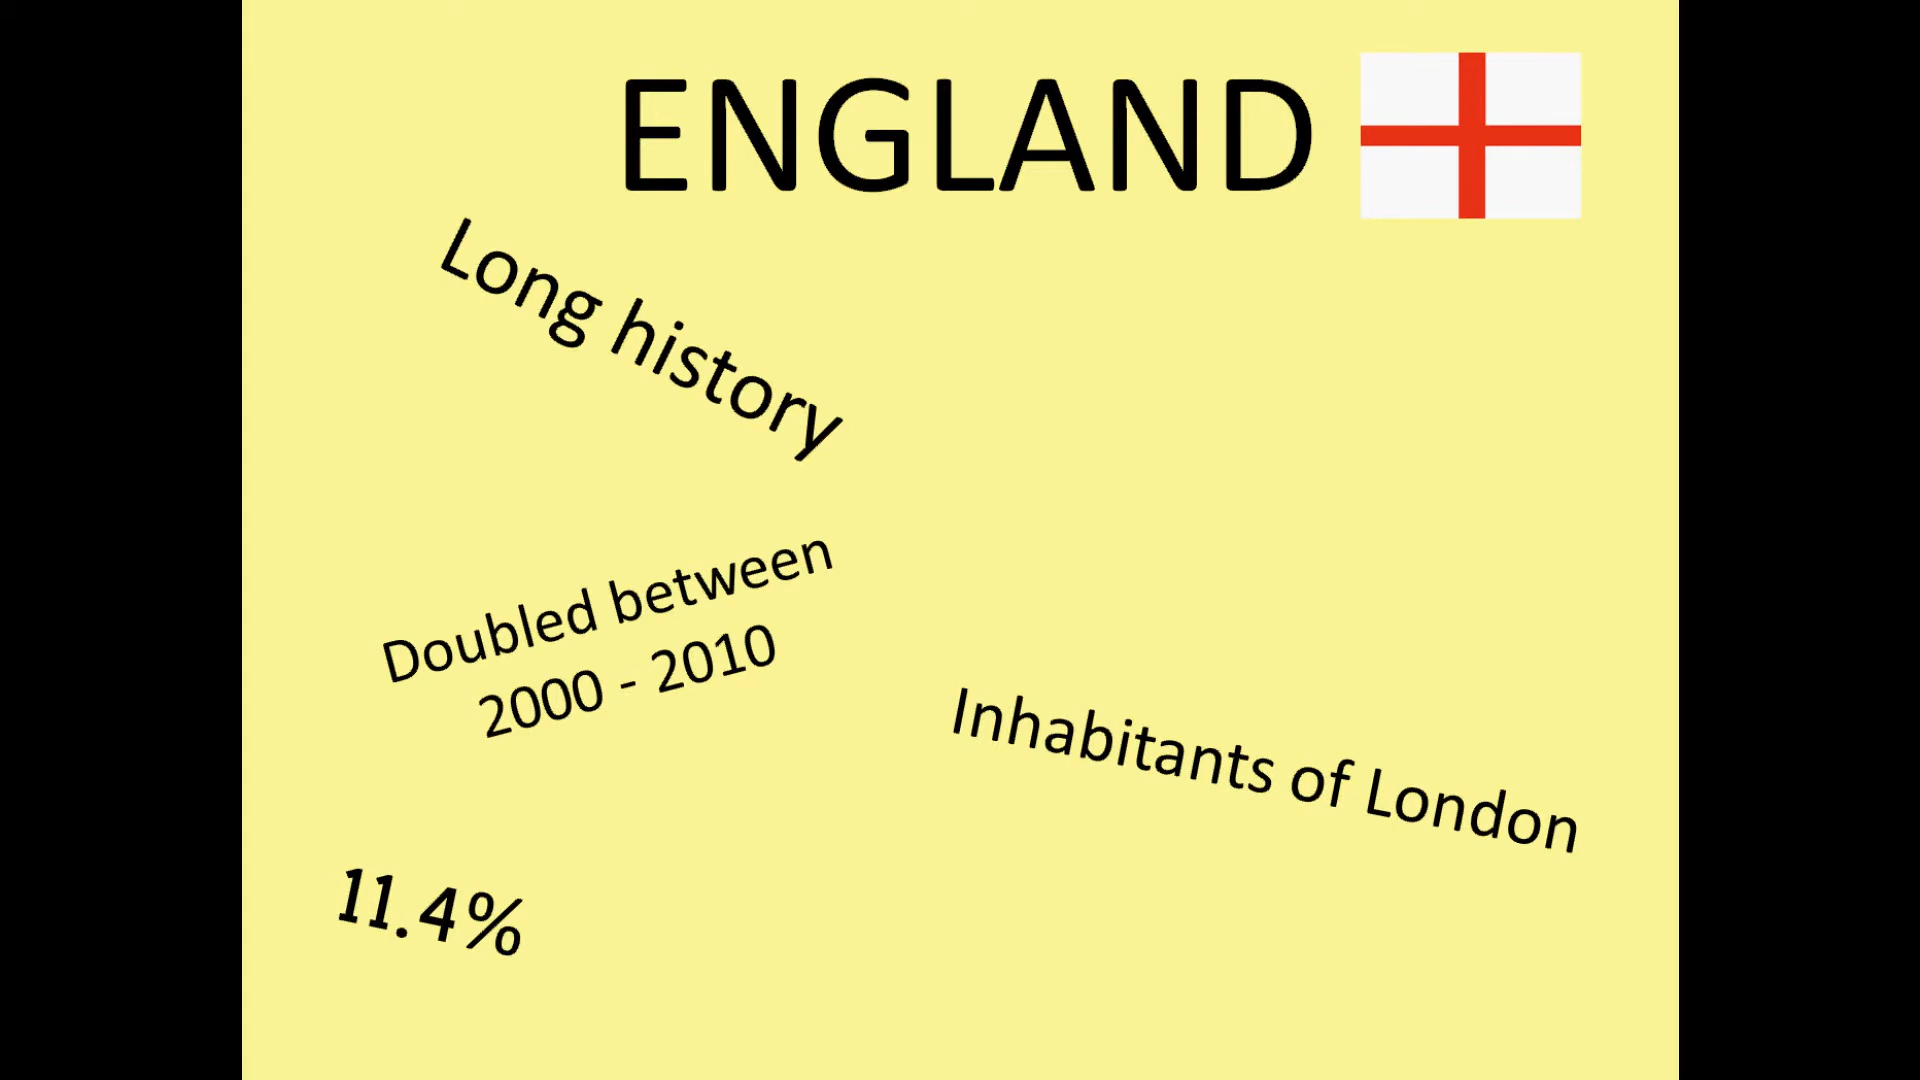 ENGLAND
Long history
Doubled between
2000 - 2010
Inhabitants of London
11.4%